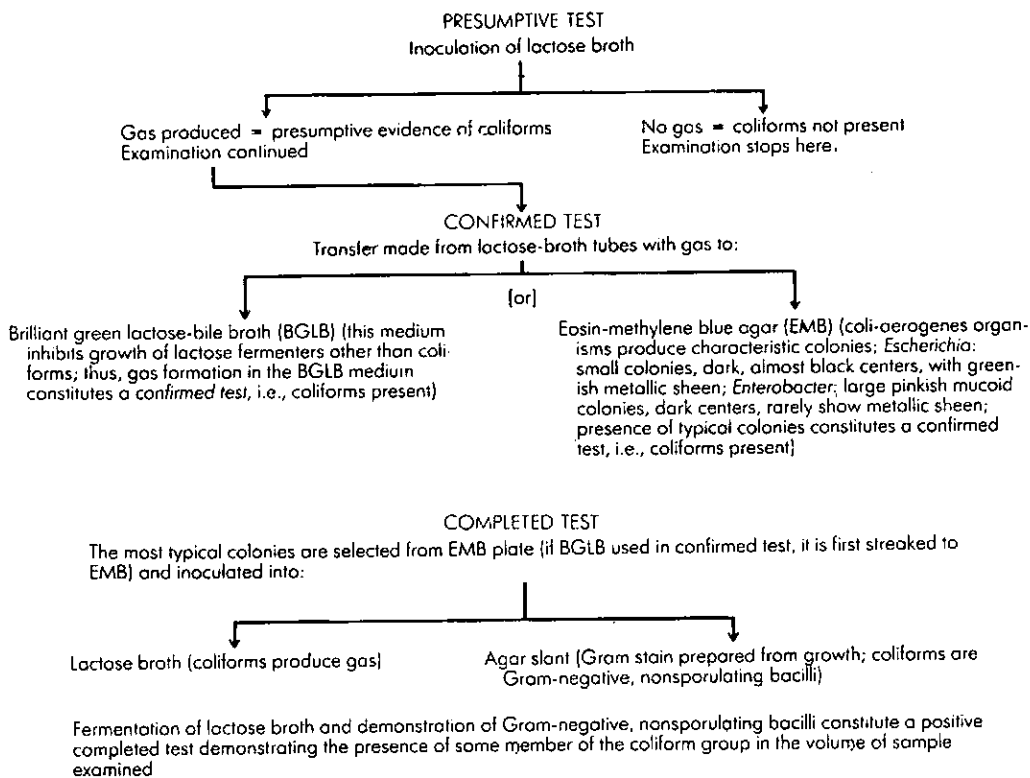 PRESUMPTIVE TEST
Inoculation of lactose broth
Gas produced = presumptive evidence of coliforms
Examination continued
No gas = coliforms not present
Examination stops here.
CONFIRMED TEST
Transfer made from lactose-broth tubes with gas to:
[or]
Brilliant green lactose-bile broth (BGLB) (this medium
inhibits growth of lactose fermenters other than coli-
forms; thus, gas formation in the BGLB medium
constitutes a confirmed test, i.e., coliforms present)
Eosin-methylene blue agar (EMB) (coli-aerogenes organ-
isms produce characteristic colonies; Escherichia:
small colonies, dark, almost black centers, with green-
ish metallic sheen; Enterobacter; large pinkish mucoid
colonies, dark centers, rarely show metallic sheen;
presence of typical colonies constitutes a confirmed
test, i.e., coliforms present)
COMPLETED TEST
The most typical colonies are selected from EMB plate (if BGLB used in confirmed test, it is first streaked to
EMB) and inoculated into:
Lactose broth (coliforms produce gas)
Agar slant (Gram stain prepared from growth; coliforms are
Gram-negative, nonsporulating bacilli)
Fermentation of lactose broth and demonstration of Gram-negative, nonsporulating bacilli constitute a positive
completed test demonstrating the presence of some member of the coliform group in the volume of sample
examined